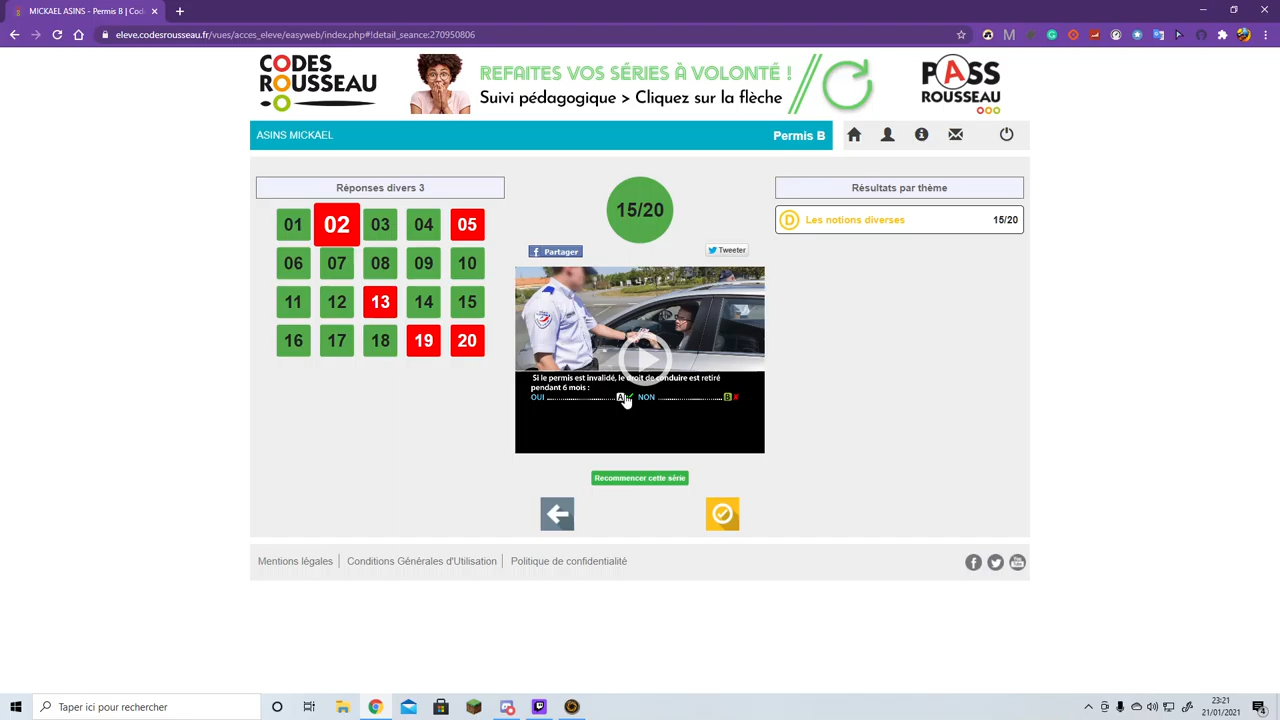 MICKAEL ASINS - Permis B | Code
eleve.codesrousseau.fr/vues/acces_eleve/easyweb/index.php#!detail_seance:270950806
CODES
ROUSSEAU
REFAITES VOS SÉRIES À VOLONTÉ !
Suivi pédagogique > Cliquez sur la flèche
PASS
ROUSSEAU
ASINS MICKAEL
Permis B
Réponses divers 3
01 02 03 04 05
06 07 08 09 10
11 12 13 14 15
16 17 18 19 20
15/20
Partager
Tweeter
Si le permis est invalidé, le droit de conduire est retiré
pendant 6 mois :
OUI A NON B
Recommencer cette série
Résultats par thème
D Les notions diverses 15/20
Mentions légales
Conditions Générales d'Utilisation
Politique de confidentialité
Taper ici pour rechercher
23:21
21/01/2021